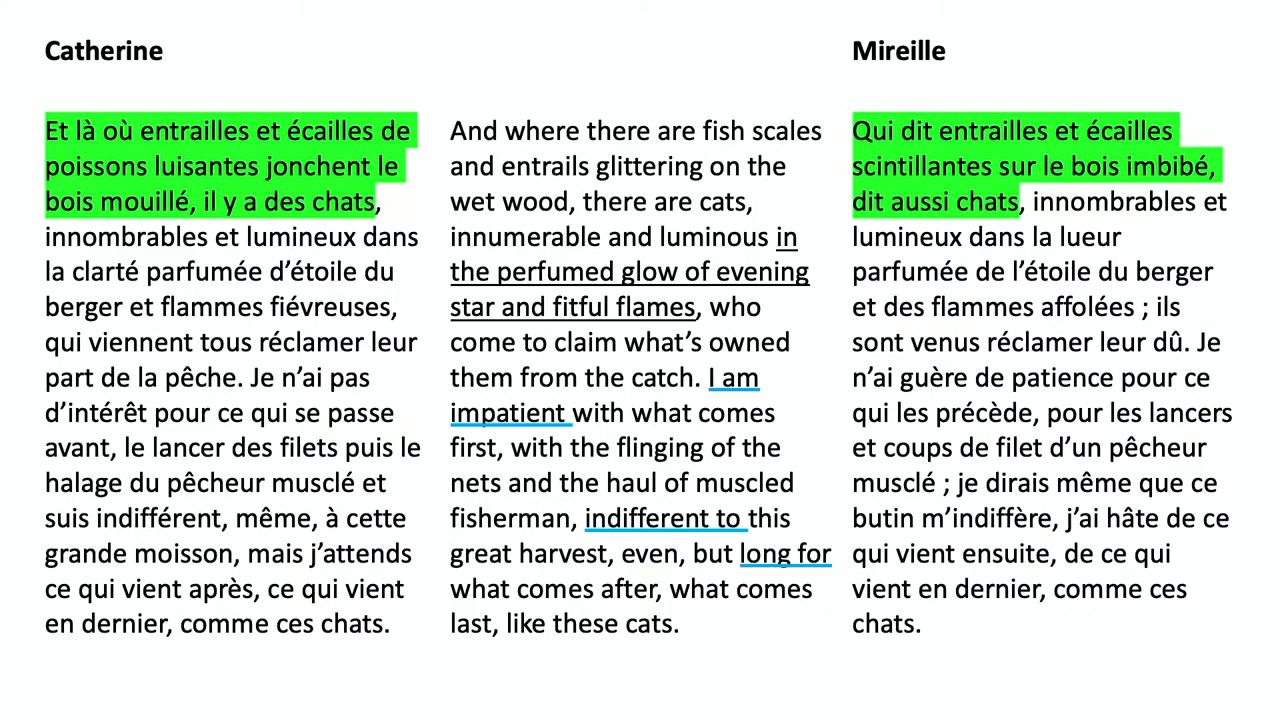 Catherine
Et là où entrailles et écailles de
poissons luisantes jonchent le
bois mouillé, il y a des chats,
innombrables et lumineux dans
la clarté parfumée d’étoile du
berger et flammes fiévreuses,
qui viennent tous réclamer leur
part de la pêche. Je n’ai pas
d’intérêt pour ce qui se passe
avant, le lancer des filets puis le
halage du pêcheur musclé et
suis indifférent, même, à cette
grande moisson, mais j’attends
ce qui vient après, ce qui vient
en dernier, comme ces chats.
And where there are fish scales
and entrails glittering on the
wet wood, there are cats,
innumerable and luminous in
the perfumed glow of evening
star and fitful flames, who
come to claim what’s owned
them from the catch. I am
impatient with what comes
first, with the flinging of the
nets and the haul of muscled
fisherman, indifferent to this
great harvest, even, but long for
what comes after, what comes
last, like these cats.
Mireille
Qui dit entrailles et écailles
scintillantes sur le bois imbibé,
dit aussi chats, innombrables et
lumineux dans la lueur
parfumée de l’étoile du berger
et des flammes affolées ; ils
sont venus réclamer leur dû. Je
n’ai guère de patience pour ce
qui les précède, pour les lancers
et coups de filet d’un pêcheur
musclé ; je dirais même que ce
butin m’indiffère, j’ai hâte de ce
qui vient ensuite, de ce qui
vient en dernier, comme ces
chats.